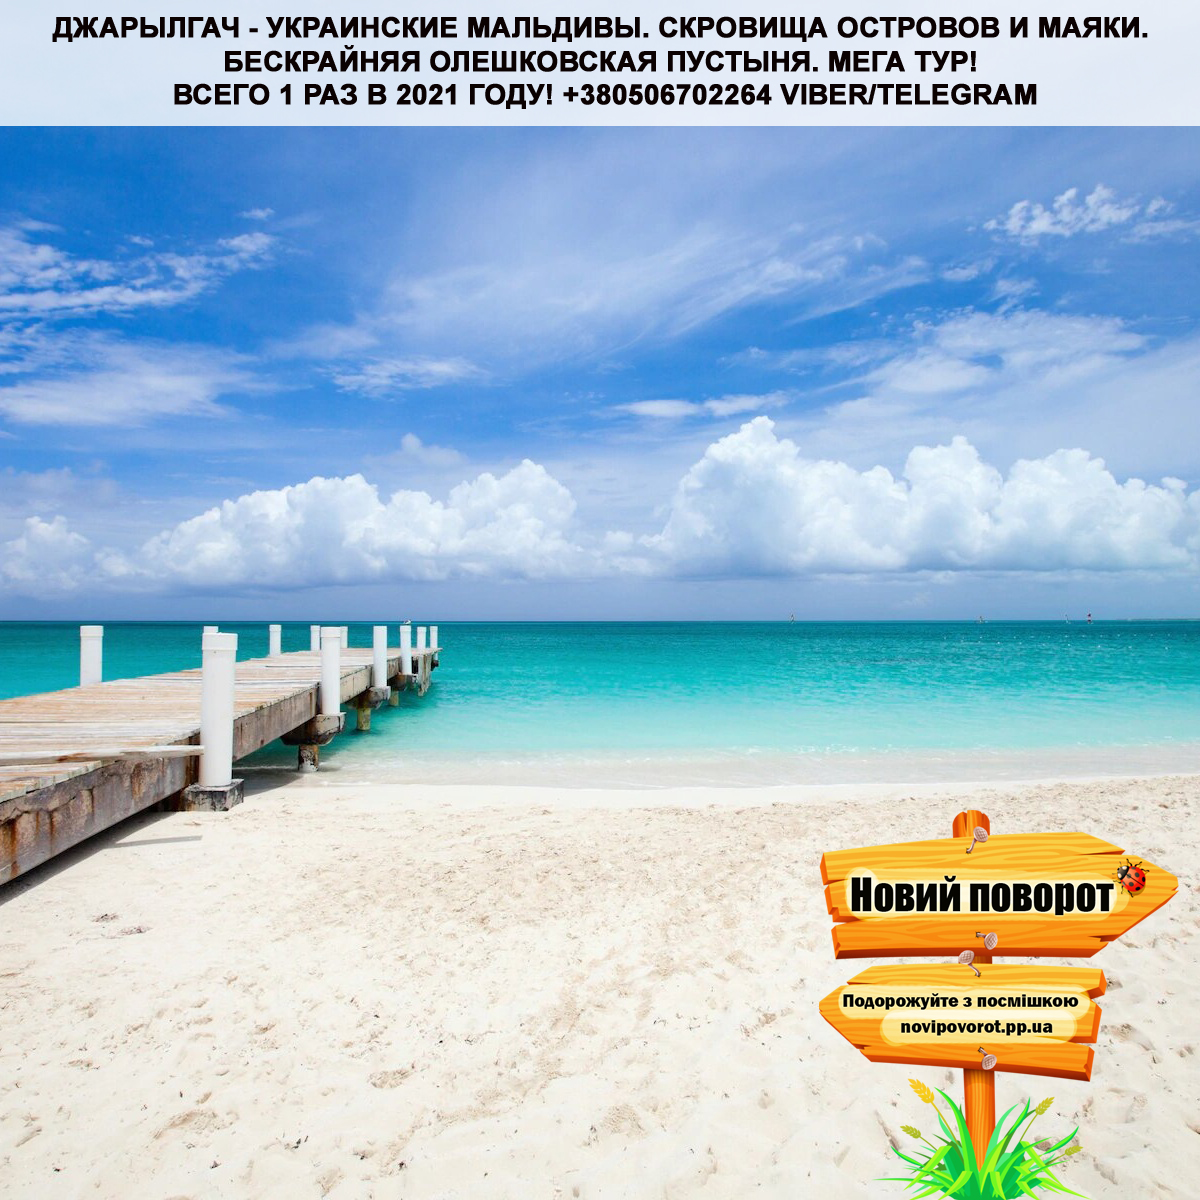 ДЖАРЫЛГАЧ - УКРАИНСКИЕ МАЛЬДИВЫ. СКРОВИЩА ОСТРОВОВ И МАЯКИ.
БЕСКРАЙНЯЯ ОЛЕШКОВСКАЯ ПУСТЫНЯ. МЕГА ТУР!
ВСЕГО 1 РАЗ В 2021 ГОДУ! +380506702264 VIBER/TELEGRAM
Новий поворот
Подорожуйте з посмішкою
novipovorot.pp.ua